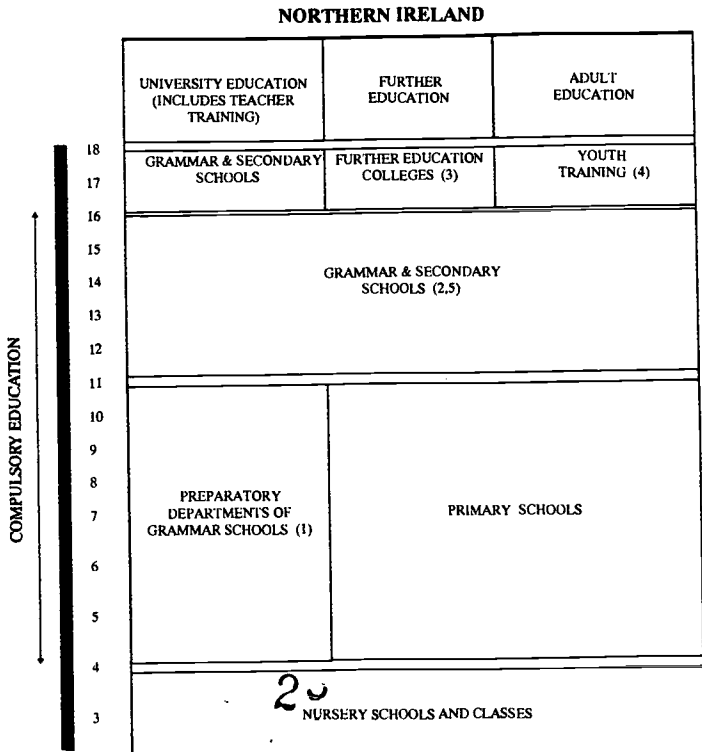 NORTHERN IRELAND
UNIVERSITY EDUCATION
(INCLUDES TEACHER
TRAINING)
FURTHER
EDUCATION
ADULT
EDUCATION
18
GRAMMAR & SECONDARY
SCHOOLS
FURTHER EDUCATION
COLLEGES (3)
YOUTH
TRAINING (4)
17
16
15
14
13
12
11
GRAMMAR & SECONDARY
SCHOOLS (2,5)
COMPULSORY EDUCATION
10
9
8
7
6
5
4
PREPARATORY
DEPARTMENTS OF
GRAMMAR SCHOOLS (1)
PRIMARY SCHOOLS
3
NURSERY SCHOOLS AND CLASSES